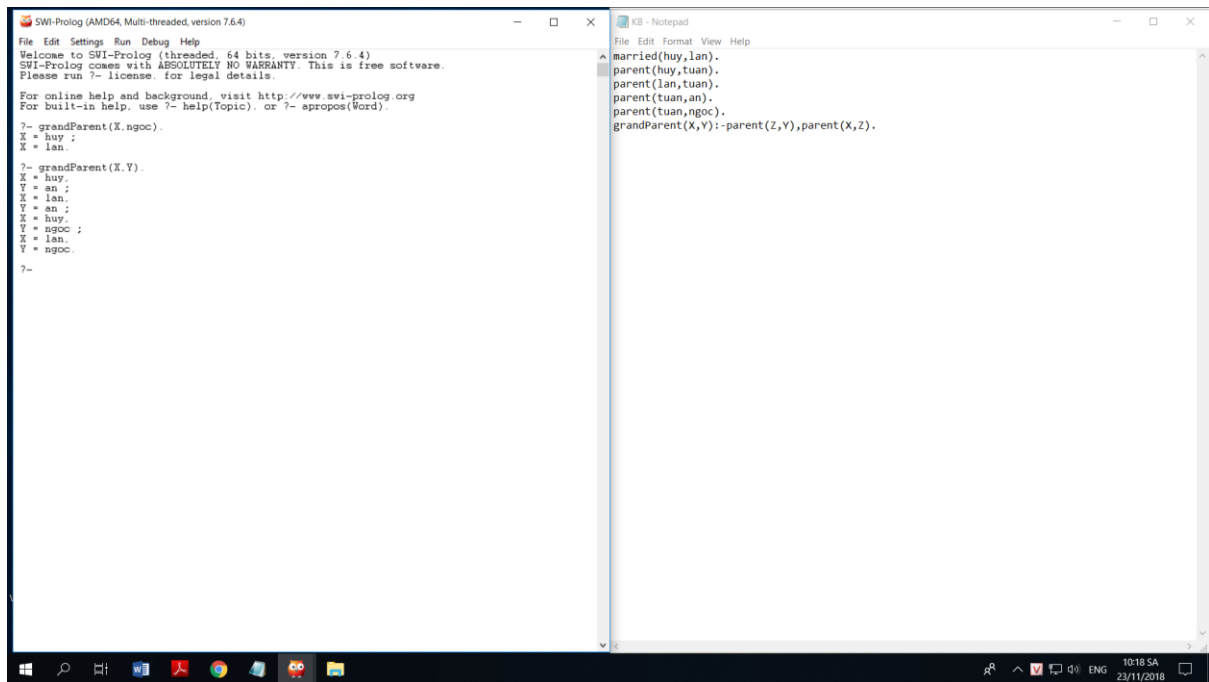 SWI-Prolog (AMD64, Multi-threaded, version 7.6.4)
File Edit Settings Run Debug Help
Welcome to SWI-Prolog (threaded, 64 bits, version 7.6.4)
SWI-Prolog comes with ABSOLUTELY NO WARRANTY. This is free software.
Please run ?- license. for legal details.
For online help and background, visit http://www.swi-prolog.org
For built-in help, use ?- help(Topic). or ?- apropos(Word).
?- grandParent(X,ngoc).
X = huy ;
X = lan.
?- grandParent(X,Y).
X = huy,
Y = an ;
X = lan,
Y = an ;
X = huy,
Y = ngoc ;
X = lan,
Y = ngoc.
?-
KB - Notepad
File Edit Format View Help
married(huy,lan).
parent(huy,tuan).
parent(lan,tuan).
parent(tuan,an).
parent(tuan,ngoc).
grandParent(X,Y):-parent(Z,Y),parent(X,Z).
ENG
10:18 SA
23/11/2018